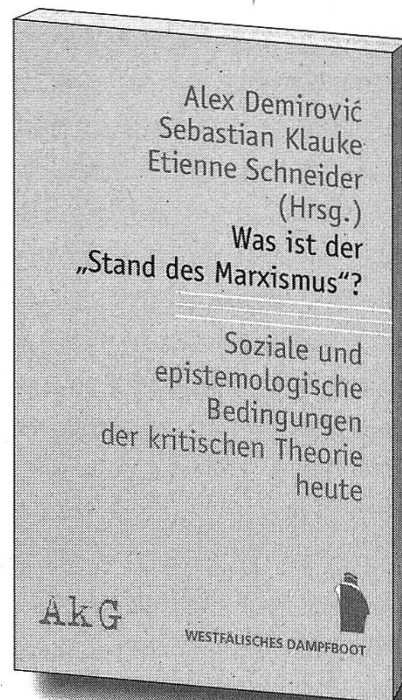 Alex Demirović
Sebastian Klauke
Etienne Schneider
(Hrsg.)
Was ist der
„Stand des Marxismus“?
Soziale und
epistemologische
Bedingungen
der kritischen Theorie
heute
AkG
WESTFÄLISCHES DAMPFBOOT